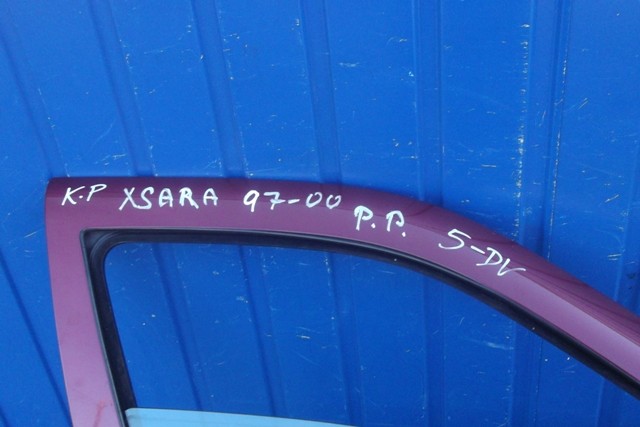 K.P XSARA 97-00 P.P. 5-DV